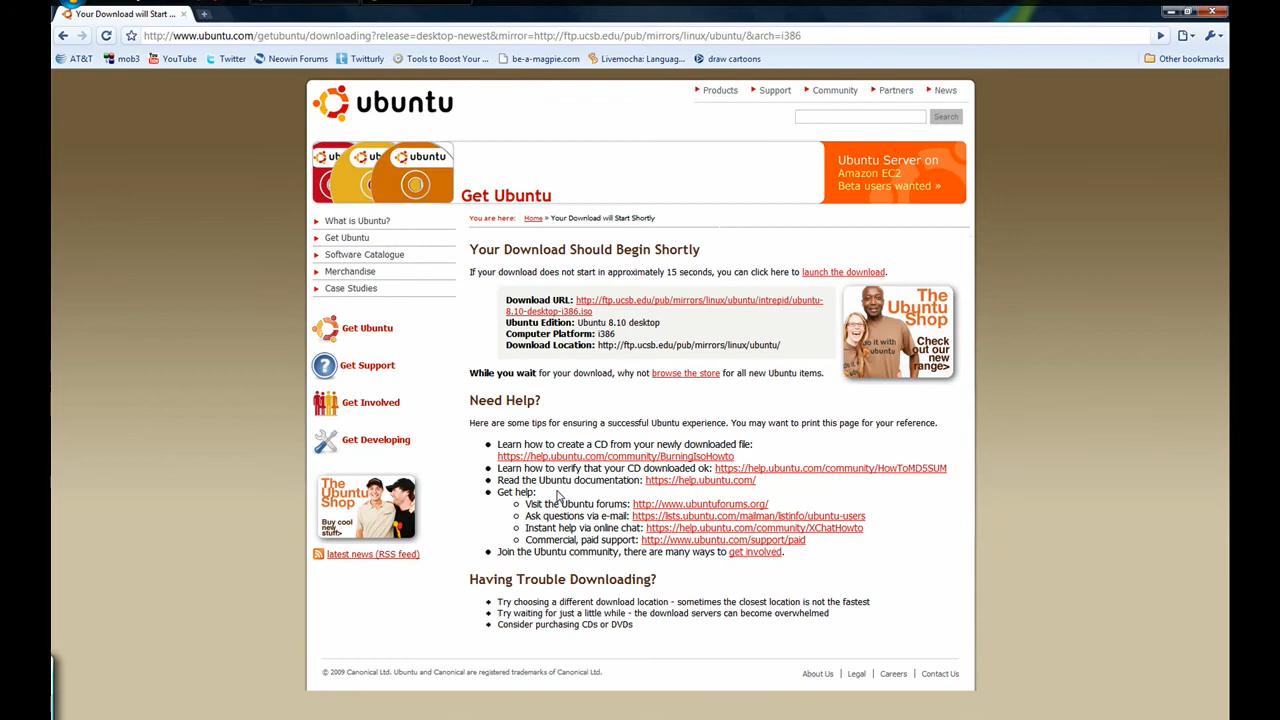 Your Download will Start ...
http://www.ubuntu.com/getubuntu/downloading?release=desktop-newest&mirror=http://ftp.ucsb.edu/pub/mirrors/linux/ubuntu/&arch=i386
AT&T mob3 YouTube Twitter Neowin Forums Twitturly Tools to Boost Your ... be-a-magpie.com Livemocha: Languag... draw cartoons Other bookmarks
ubuntu
Products Support Community Partners News
Search
ubuntu
Get Ubuntu
Ubuntu Server on
Amazon EC2
Beta users wanted »
You are here: Home » Your Download will Start Shortly
What is Ubuntu?
Get Ubuntu
Software Catalogue
Merchandise
Case Studies
Get Ubuntu
Get Support
Get Involved
Get Developing
The
Ubuntu
Shop
Buy cool
new
stuff>
latest news (RSS feed)
Your Download Should Begin Shortly
If your download does not start in approximately 15 seconds, you can click here to launch the download.
Download URL: http://ftp.ucsb.edu/pub/mirrors/linux/ubuntu/intrepid/ubuntu-
8.10-desktop-i386.iso
Ubuntu Edition: Ubuntu 8.10 desktop
Computer Platform: i386
Download Location: http://ftp.ucsb.edu/pub/mirrors/linux/ubuntu/
The
Ubuntu
Shop
Check
out our
new
range>
do it with
ubuntu
While you wait for your download, why not browse the store for all new Ubuntu items.
Need Help?
Here are some tips for ensuring a successful Ubuntu experience. You may want to print this page for your reference.
Learn how to create a CD from your newly downloaded file:
https://help.ubuntu.com/community/BurningIsoHowto
Learn how to verify that your CD downloaded ok: https://help.ubuntu.com/community/HowToMD5SUM
Read the Ubuntu documentation: https://help.ubuntu.com/
Get help:
Visit the Ubuntu forums: http://www.ubuntuforums.org/
Ask questions via e-mail: https://lists.ubuntu.com/mailman/listinfo/ubuntu-users
Instant help via online chat: https://help.ubuntu.com/community/XChatHowto
Commercial, paid support: http://www.ubuntu.com/support/paid
Join the Ubuntu community, there are many ways to get involved.
Having Trouble Downloading?
Try choosing a different download location - sometimes the closest location is not the fastest
Try waiting for just a little while - the download servers can become overwhelmed
Consider purchasing CDs or DVDs
© 2009 Canonical Ltd. Ubuntu and Canonical are registered trademarks of Canonical Ltd.
About Us | Legal | Careers | Contact Us